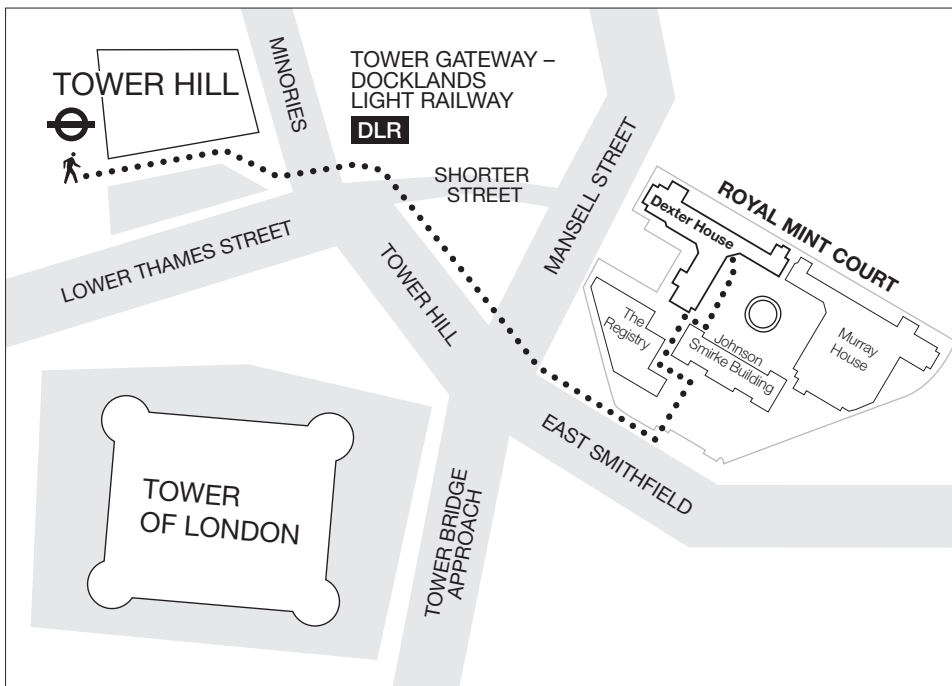 TOWER HILL
MINORIES
TOWER GATEWAY –
DOCKLANDS
LIGHT RAILWAY
DLR
SHORTER
STREET
MANSELL STREET
ROYAL MINT COURT
Dexter House
LOWER THAMES STREET
TOWER HILL
The
Registry
Johnson
Smirke Building
Murray
House
EAST SMITHFIELD
TOWER
OF LONDON
TOWER BRIDGE
APPROACH